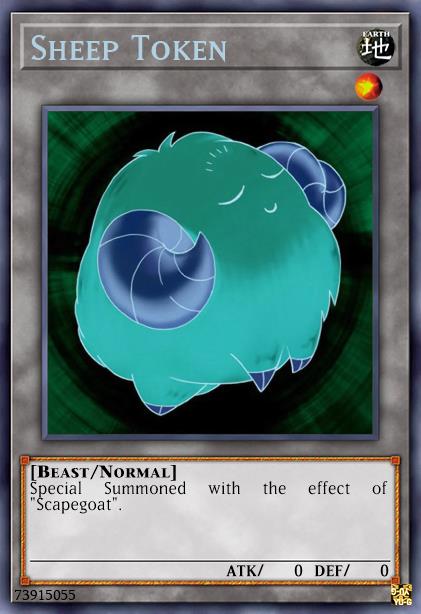 Sheep Token
EARTH
地
[Beast/Normal]
Special Summoned with the effect of
"Scapegoat".
ATK/ 0 DEF/ 0
73915055